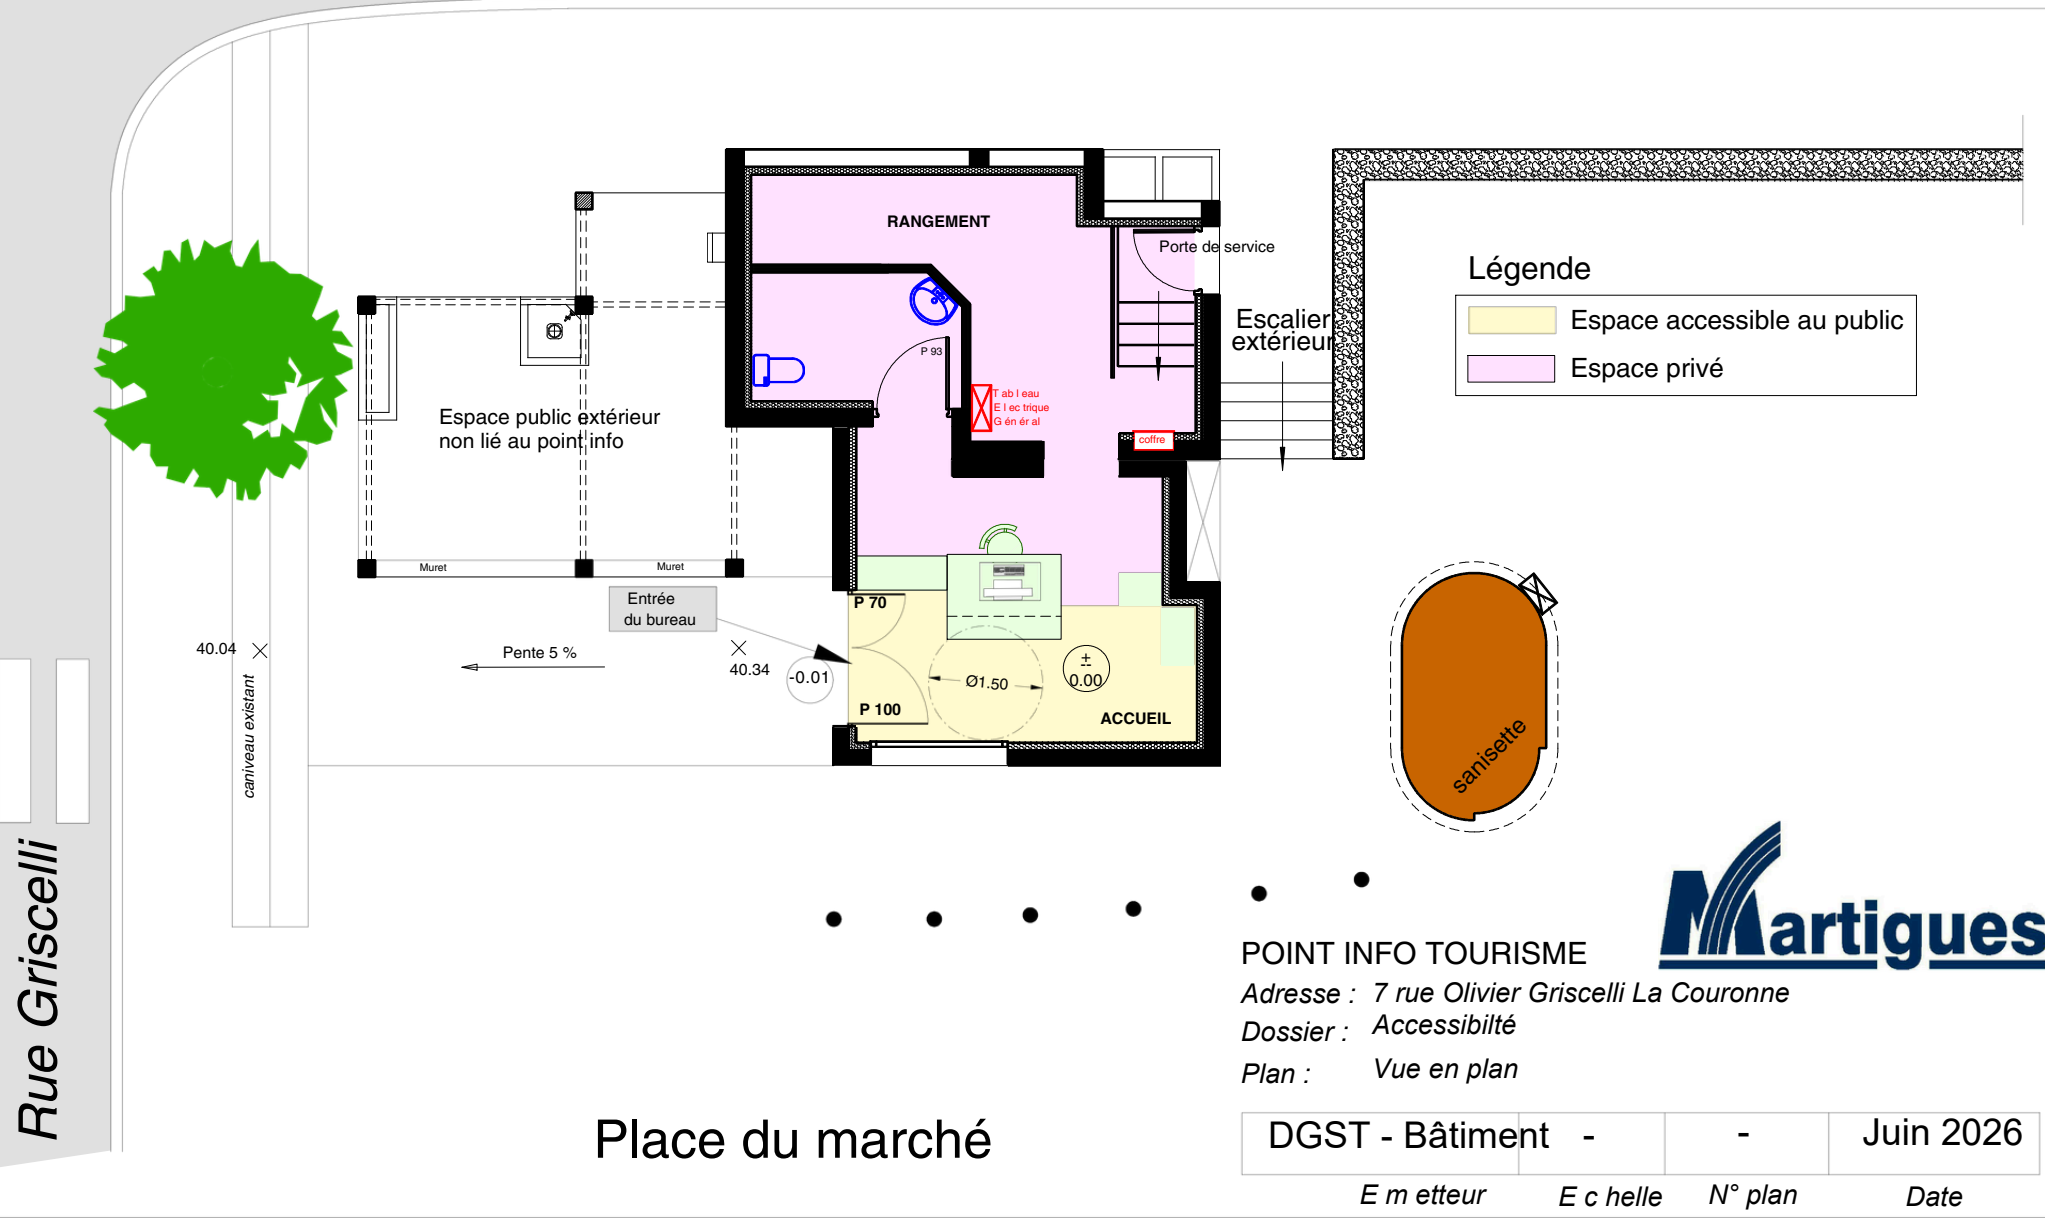 RANGEMENT
Porte de service
Légende
Espace accessible au public
Espace privé
Escalier
extérieur
P 93
T ab l eau
E l ec trique
G én ér al
coffre
Espace public extérieur
non lié au point info
Muret
Muret
Entrée
du bureau
P 70
40.04
Pente 5 %
40.34
-0.01
Ø1.50
±
0.00
P 100
ACCUEIL
caniveau existant
sanisette
Rue Griscelli
Martigues
POINT INFO TOURISME
Adresse : 7 rue Olivier Griscelli La Couronne
Dossier : Accessibilté
Plan : Vue en plan
Place du marché
DGST - Bâtiment - - Juin 2026
E m etteur E c helle N° plan Date